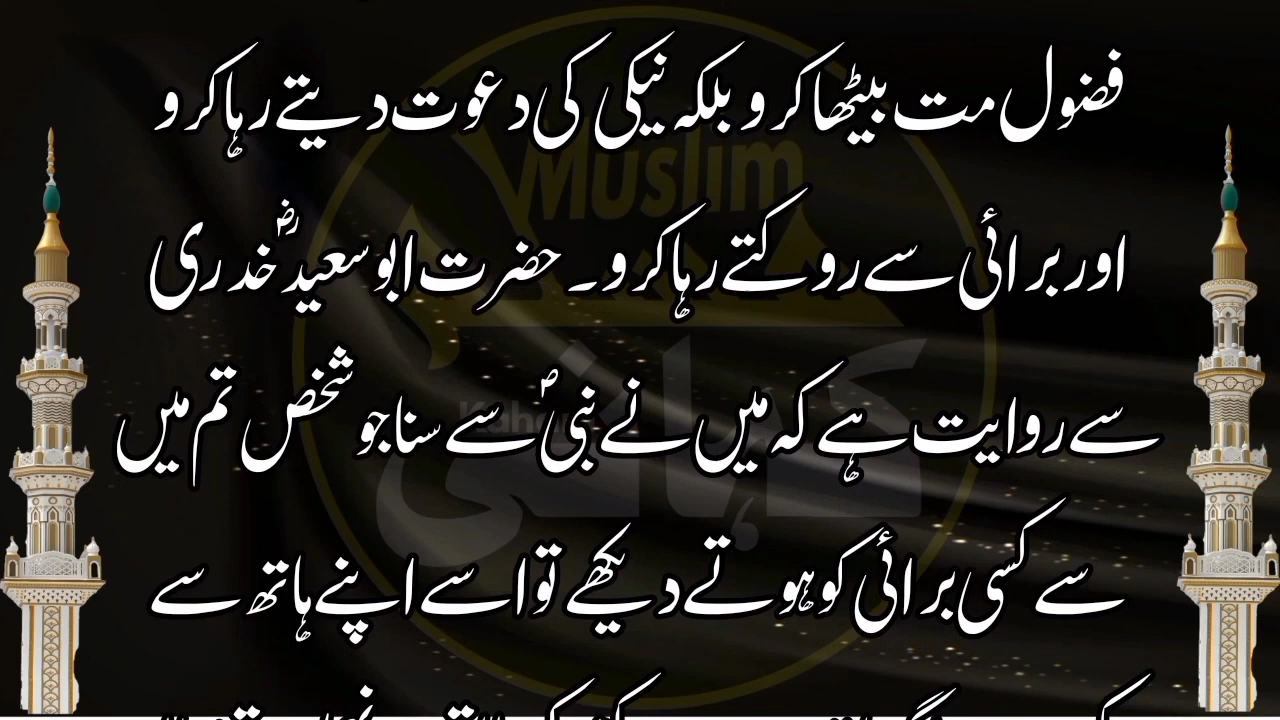 فضول مت بیٹھا کرو بلکہ نیکی کی دعوت دیتے رہا کرو
اور برائی سے روکتے رہا کرو۔ حضرت ابو سعیدؓ خدری
سے روایت ہے کہ میں نے نبیؐ سے سنا جو شخص تم میں
سے کسی برائی کو ہوتے دیکھے تو اسے اپنے ہاتھ سے
Muslim
کہانی